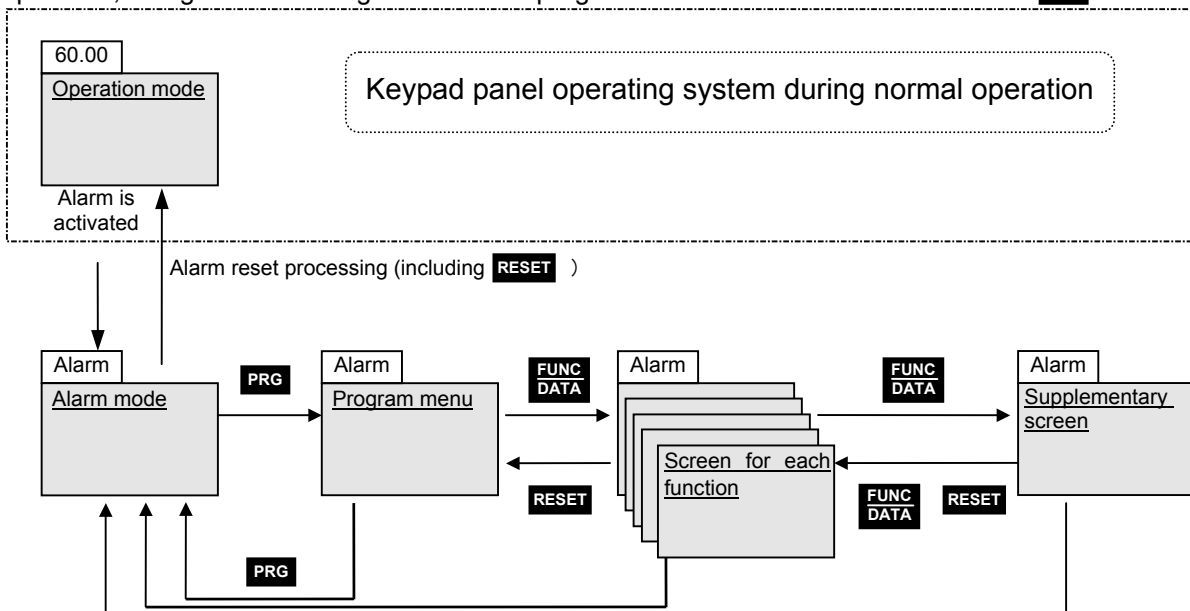 60.00
Operation mode
Keypad panel operating system during normal operation
Alarm is
activated
Alarm reset processing (including RESET )
Alarm
Alarm mode
PRG
Alarm
Program menu
FUNC
DATA
RESET
Alarm
Screen for each
function
FUNC
DATA
FUNC
DATA
RESET
Alarm
Supplementary
screen
PRG